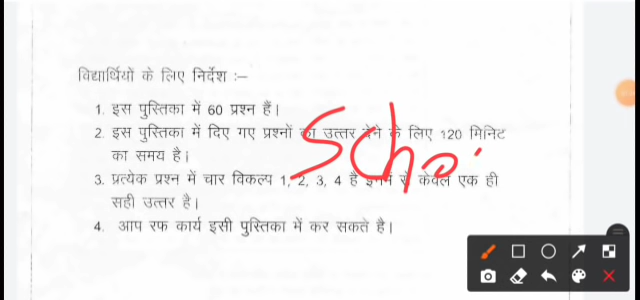 विद्यार्थियों के लिए निर्देश :–
1. इस पुस्तिका में 60 प्रश्न हैं।
2. इस पुस्तिका में दिए गए प्रश्नों का उत्तर देने के लिए 120 मिनिट
का समय है।
3. प्रत्येक प्रश्न में चार विकल्प 1, 2, 3, 4 है इनमें से केवल एक ही
सही उत्तर है।
4. आप रफ कार्य इसी पुस्तिका में कर सकते है।
Scho